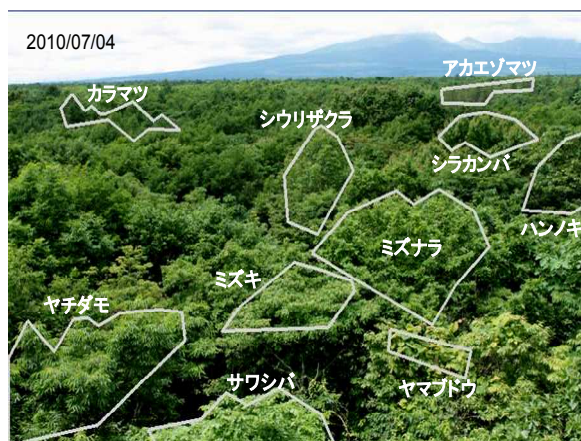 2010/07/04
アカエゾマツ
カラマツ
シウリザクラ
シラカンバ
ハンノキ
ミズナラ
ミズキ
ヤチダモ
サワシバ
ヤマブドウ